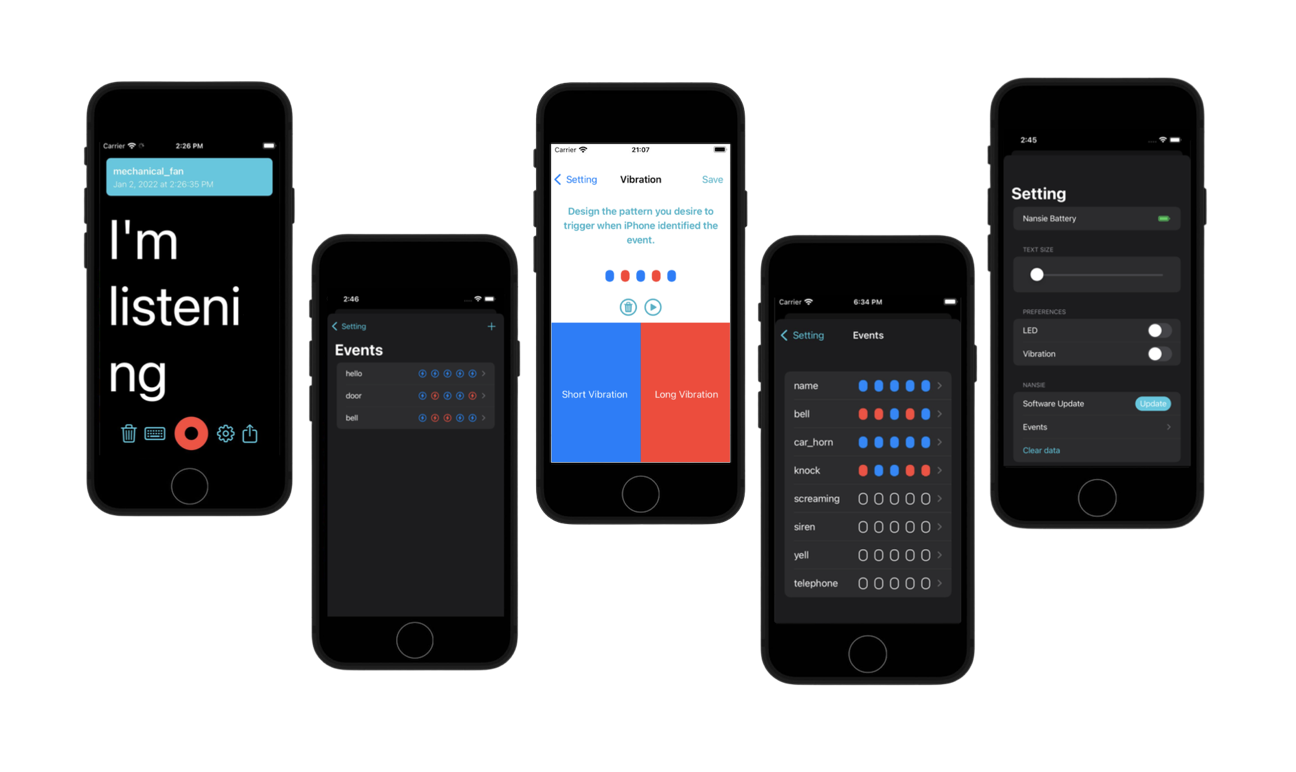 Carrier 2:26 PM
mechanical_fan
Jan 2, 2022 at 2:26:35 PM
I'm
listeni
ng
2:46
Setting +
Events
hello
door
bell
Carrier 21:07
Setting Vibration Save
Design the pattern you desire to
trigger when iPhone identified the
event.
Short Vibration Long Vibration
Carrier 6:34 PM
Setting Events
name
bell
car_horn
knock
screaming
siren
yell
telephone
2:45
Setting
Nansie Battery
TEXT SIZE
PREFERENCES
LED
Vibration
NANSIE
Software Update Update
Events
Clear data